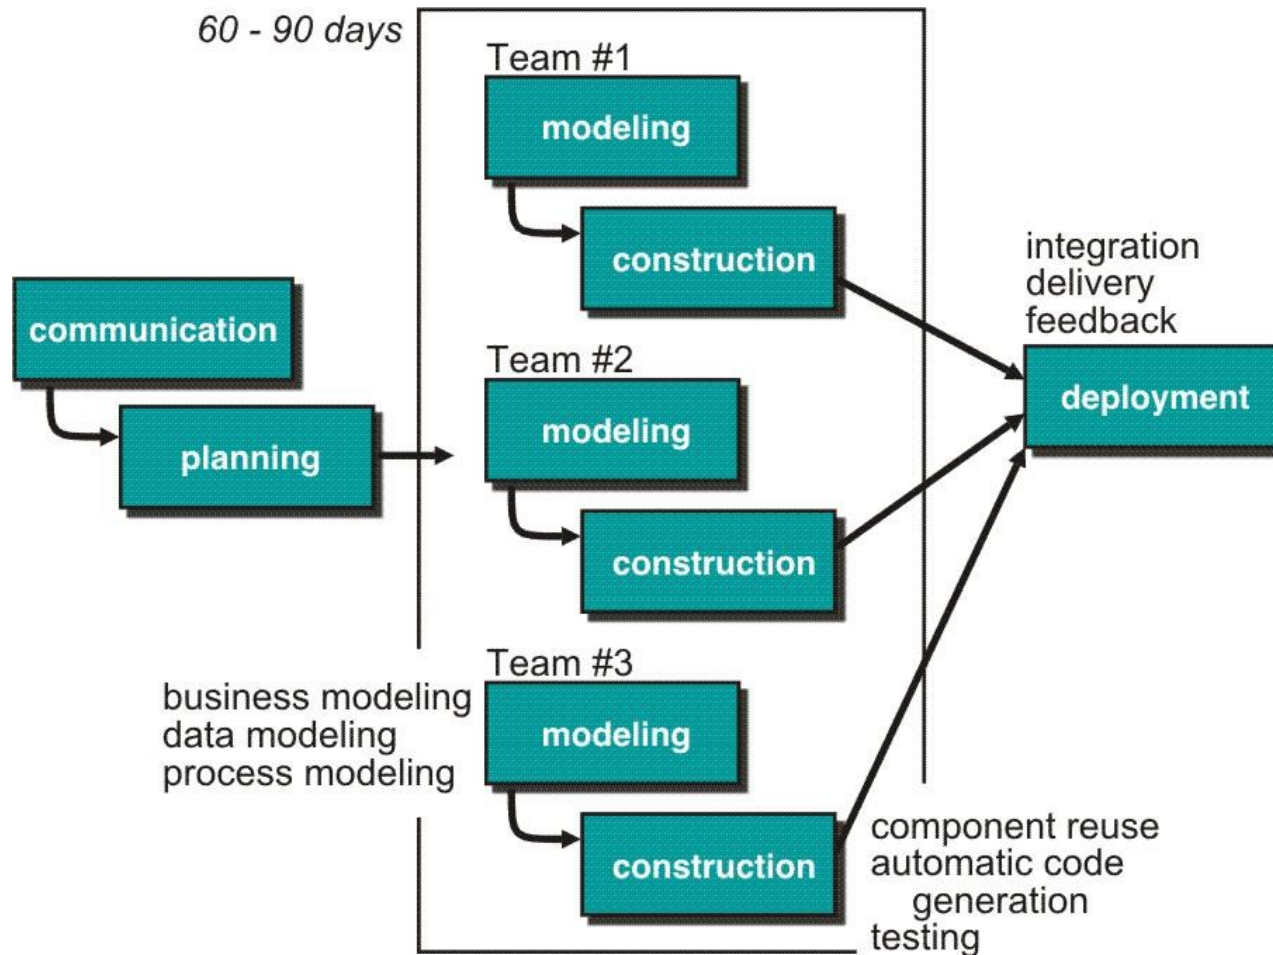 60 - 90 days
Team #1
modeling
construction
communication
planning
Team #2
modeling
construction
Team #3
modeling
construction
business modeling
data modeling
process modeling
component reuse
automatic code
generation
testing
integration
delivery
feedback
deployment